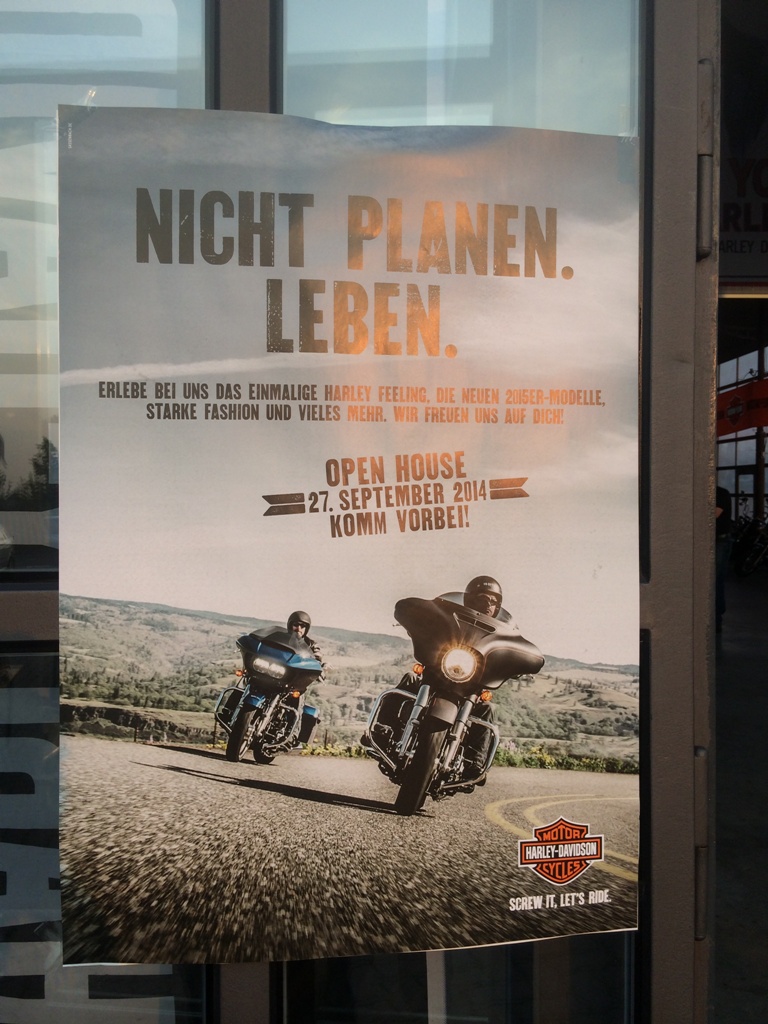 NICHT PLANEN.
LEBEN.
ERLEBE BEI UNS DAS EINMALIGE HARLEY FEELING, DIE NEUEN 2015ER-MODELLE,
STARKE FASHION UND VIELES MEHR. WIR FREUEN UNS AUF DICH!
OPEN HOUSE
27. SEPTEMBER 2014
KOMM VORBEI!
MOTOR
HARLEY-DAVIDSON
CYCLES
SCREW IT, LET'S RIDE.